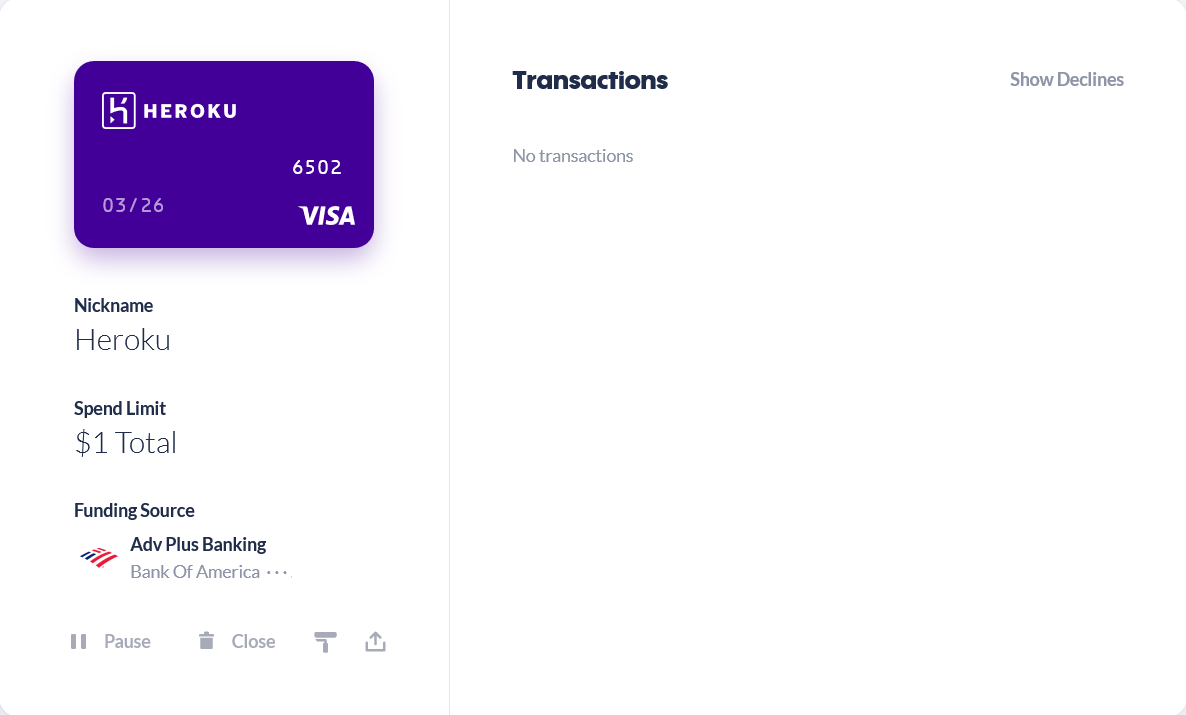 HEROKU
6502
03/26
VISA
Nickname
Heroku
Spend Limit
$1 Total
Funding Source
Adv Plus Banking
Bank Of America ···
Pause
Close
Transactions
Show Declines
No transactions